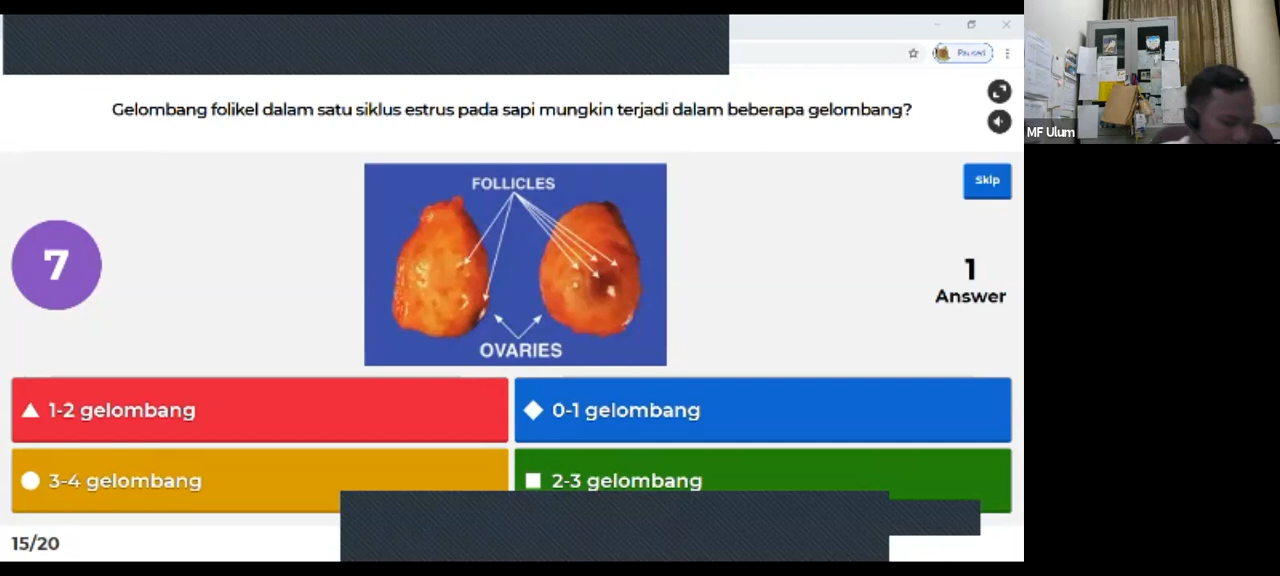 Gelombang folikel dalam satu siklus estrus pada sapi mungkin terjadi dalam beberapa gelombang?
MF Ulum
Skip
FOLLICLES
7
1
Answer
OVARIES
1-2 gelombang
0-1 gelombang
3-4 gelombang
2-3 gelombang
15/20